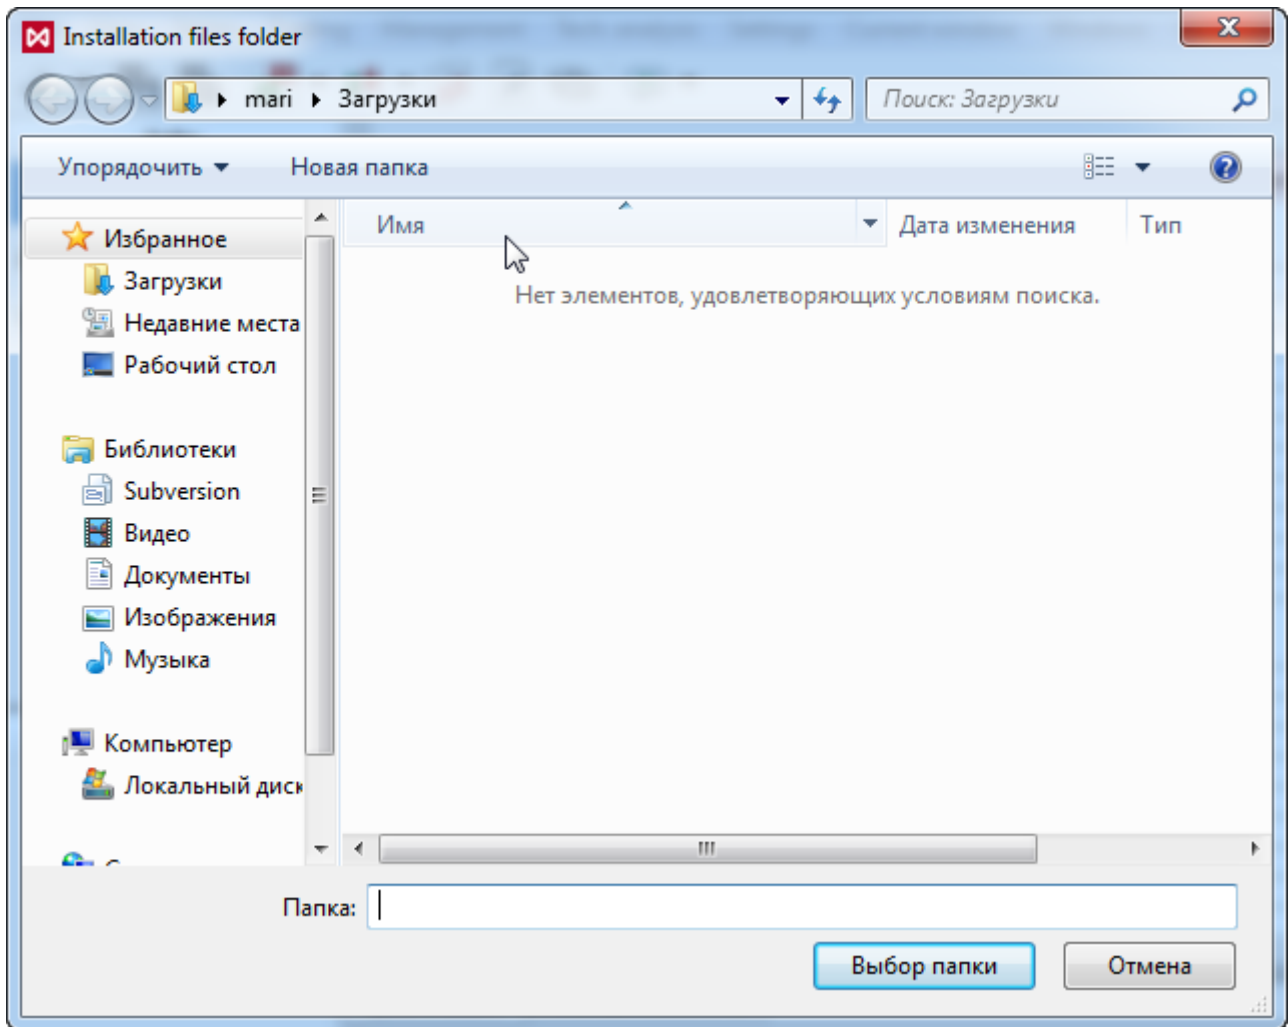 Installation files folder
mari Загрузки
Поиск: Загрузки
Упорядочить
Новая папка
Имя
Дата изменения
Тип
Нет элементов, удовлетворяющих условиям поиска.
Избранное
Загрузки
Недавние места
Рабочий стол
Библиотеки
Subversion
Видео
Документы
Изображения
Музыка
Компьютер
Локальный диск
Папка:
Выбор папки
Отмена